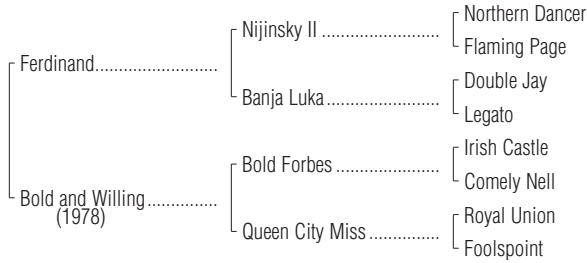 Northern Dancer
Nijinsky II
Flaming Page
Ferdinand
Double Jay
Banja Luka
Legato
Irish Castle
Bold Forbes
Comely Nell
Bold and Willing
(1978)
Royal Union
Queen City Miss
Foolspoint